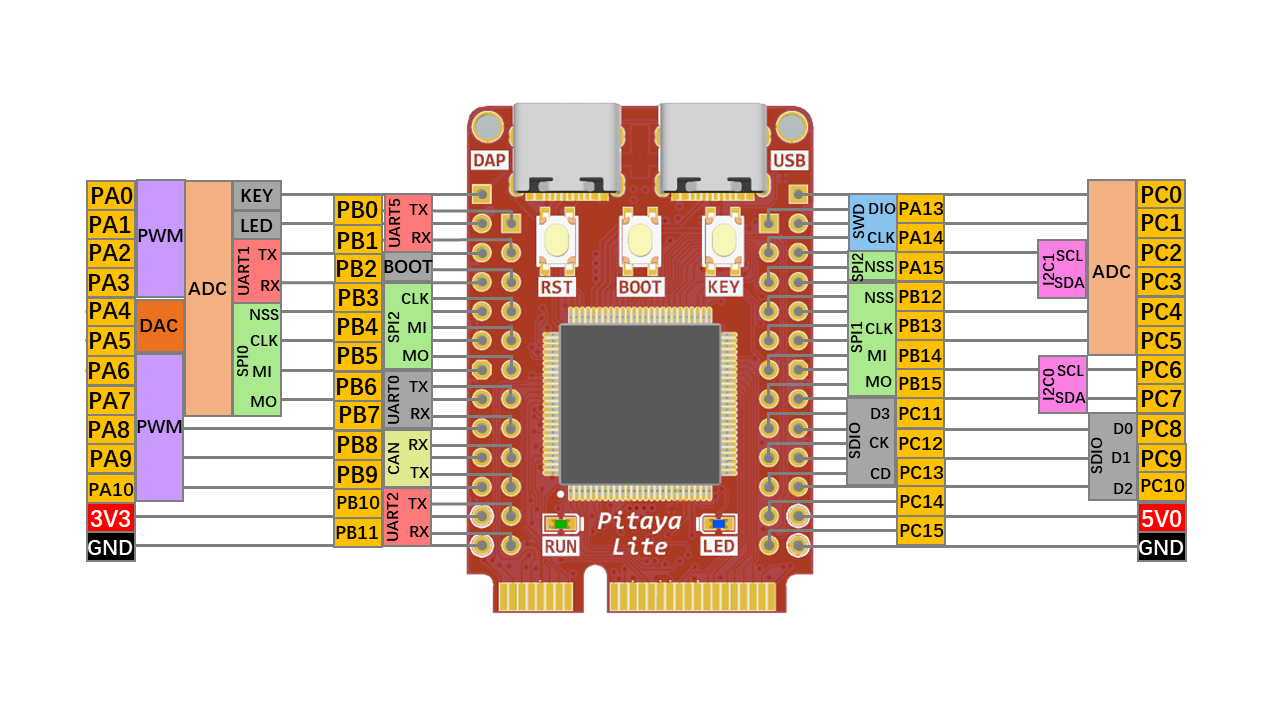 DAP
USB
PA0
PA1
PA2
PA3
PA4
PA5
PA6
PA7
PA8
PA9
PA10
3V3
GND
PWM
DAC
PWM
ADC
KEY
LED
UART1
TX
RX
SPI0
NSS
CLK
MI
MO
PB0
PB1
PB2
PB3
PB4
PB5
PB6
PB7
PB8
PB9
PB10
PB11
UART5
TX
RX
BOOT
SPI2
CLK
MI
MO
UART0
TX
RX
CAN
RX
TX
UART2
TX
RX
RST
BOOT
KEY
Pitaya
Lite
RUN
LED
SWD
DIO
CLK
SPI2
NSS
SPI1
NSS
CLK
MI
MO
SDIO
D3
CK
CD
PA13
PA14
PA15
PB12
PB13
PB14
PB15
PC11
PC12
PC13
PC14
PC15
I2C1
SCL
SDA
I2C0
SCL
SDA
ADC
SDIO
D0
D1
D2
PC0
PC1
PC2
PC3
PC4
PC5
PC6
PC7
PC8
PC9
PC10
5V0
GND